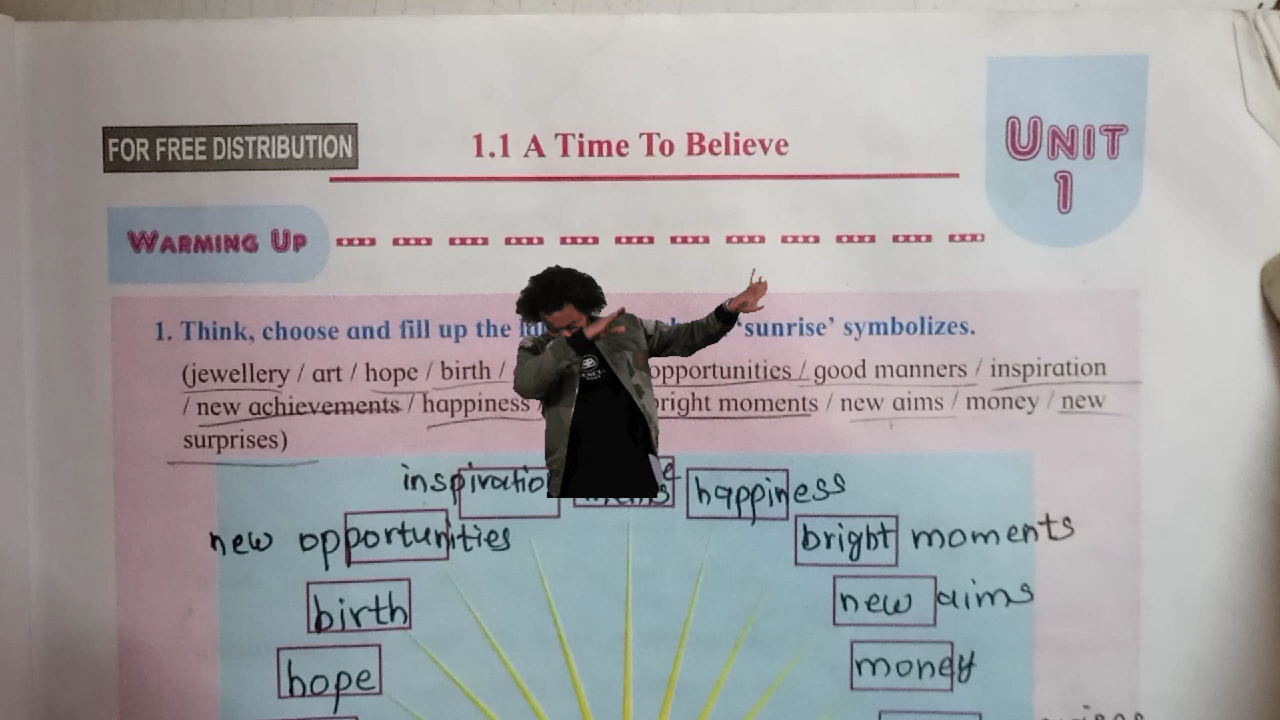 FOR FREE DISTRIBUTION
1.1 A Time To Believe
UNIT
1
WARMING UP
1. Think, choose and fill up the 'sunrise' symbolizes.
(jewellery / art / hope / birth / opportunities / good manners / inspiration
/ new achievements / happiness bright moments / new aims / money / new
surprises)
inspiration happiness
new opportunities bright moments
birth new aims
hope money